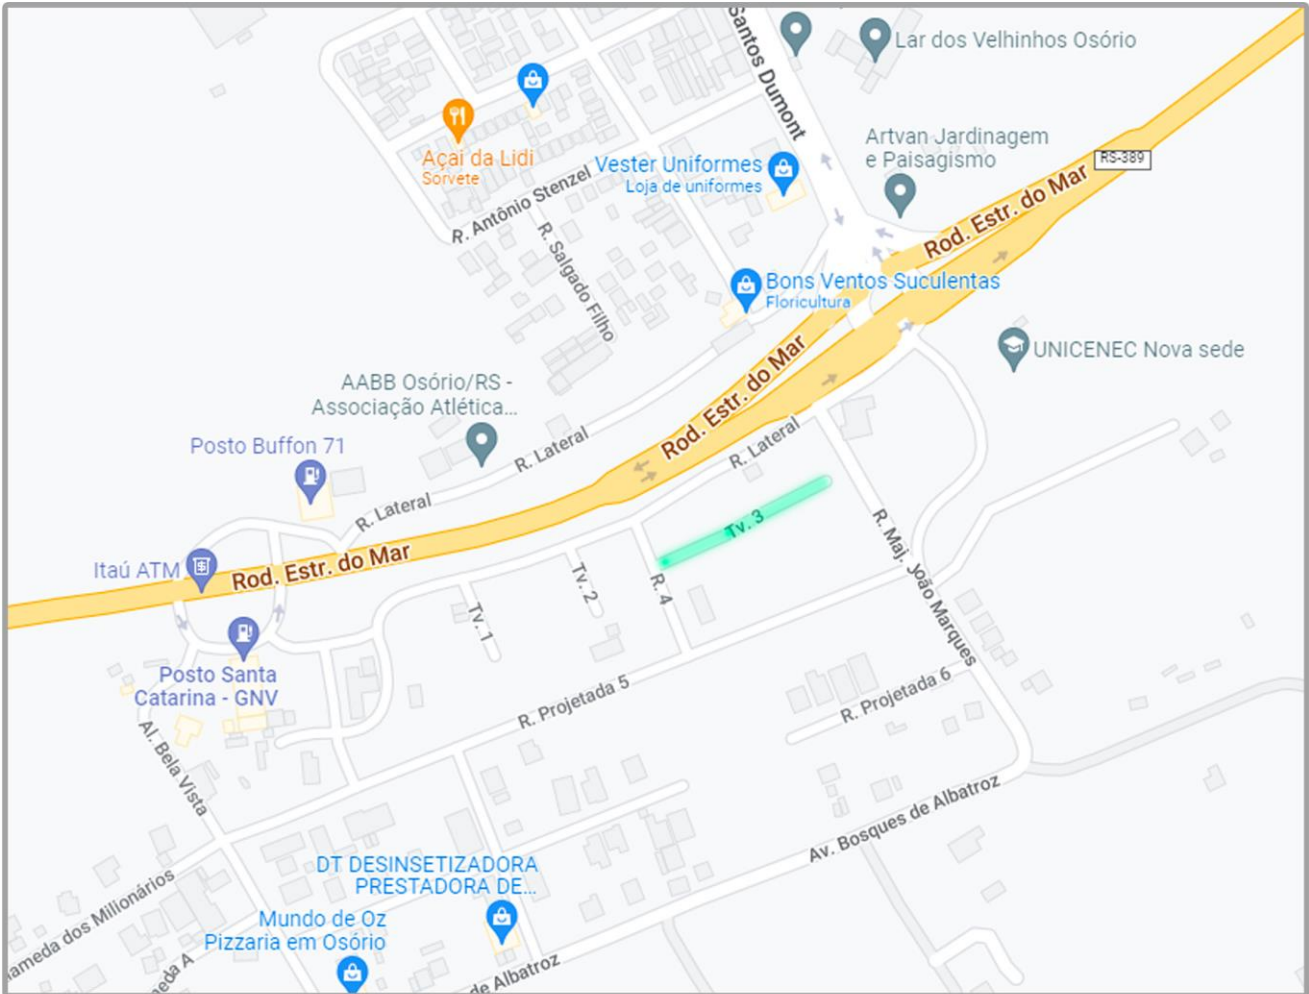 Santos Dumont
Lar dos Velhinhos Osório
Açai da Lidi
Sorvete
Vester Uniformes
Loja de uniformes
Artvan Jardinagem
e Paisagismo
RS-389
R. Antônio Stenzel
R. Salgado Filho
Rod. Estr. do Mar
Bons Ventos Suculentas
Floricultura
UNICENEC Nova sede
Rod. Estr. do Mar
AABB Osório/RS -
Associação Atlética...
Posto Buffon 71
R. Lateral
R. Lateral
R. Lateral
Tv. 3
R. Maj. João Marques
Itaú ATM
Rod. Estr. do Mar
Tv. 1
Tv. 2
R. 4
Posto Santa
Catarina - GNV
R. Projetada 5
R. Projetada 6
Al. Bela Vista
Av. Bosques de Albatroz
DT DESINSETIZADORA
PRESTADORA DE...
Mundo de Oz
Pizzaria em Osório
ameda dos Milionários
meda A
de Albatroz